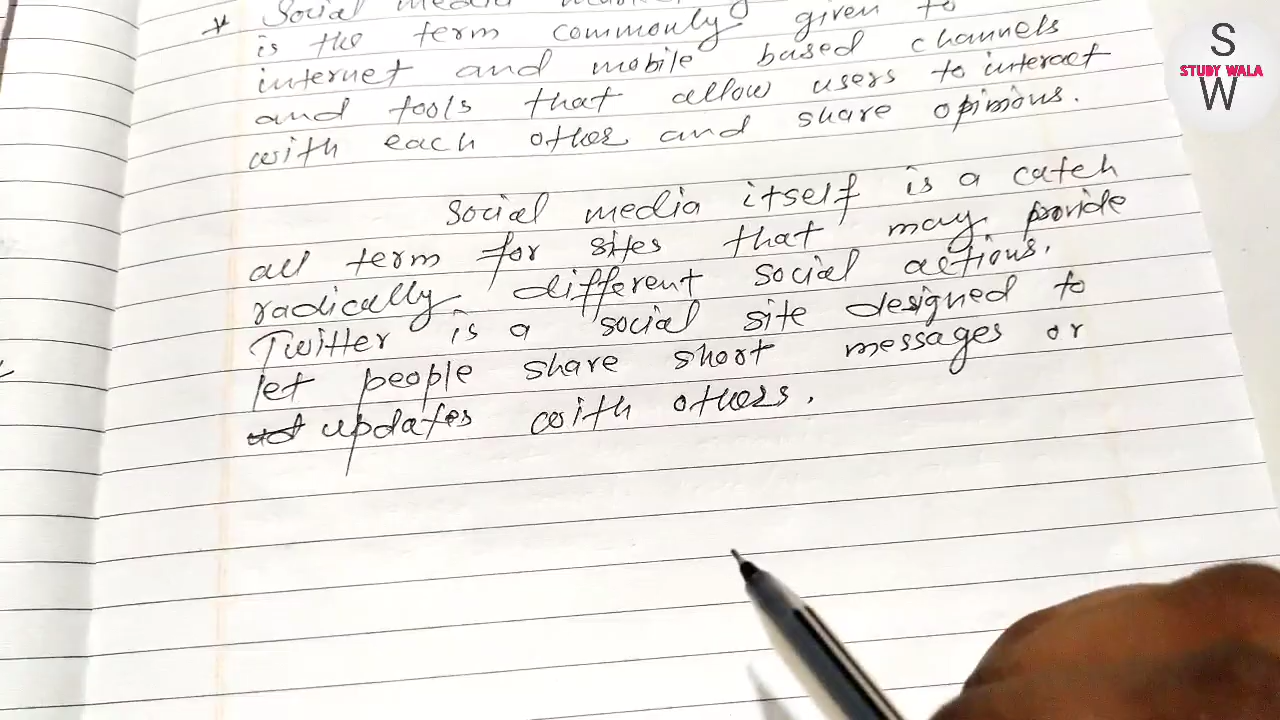 * Social media
is the term commonly given to
internet and mobile based channels
and tools that allow users to interact
with each other and share opinions.
Social media itself is a catch
all term for sites that may provide
radically different social actions.
Twitter is a social site designed to
let people share short messages or
updates with others.
S
STUDY WALA
W